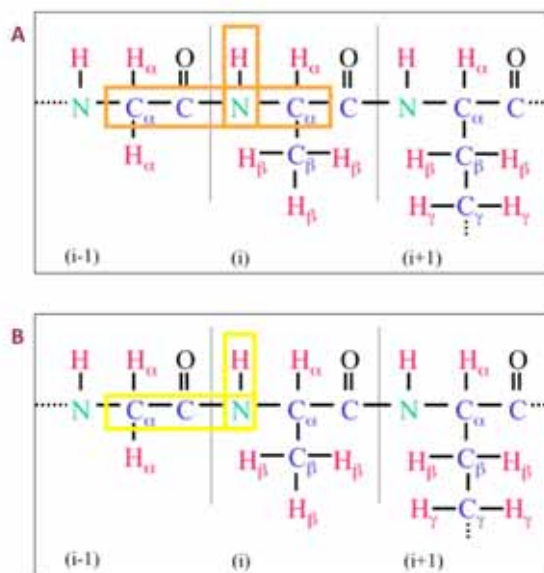 A
H Hα O H Hα O H Hα O
N Cα C N Cα C N Cα C
Hα Hβ Cβ Hβ Hβ Cβ Hβ
Hβ Hγ Cγ Hγ
(i-1) (i) (i+1)
B
H Hα O H Hα O H Hα O
N Cα C N Cα C N Cα C
Hα Hβ Cβ Hβ Hβ Cβ Hβ
Hβ Hγ Cγ Hγ
(i-1) (i) (i+1)